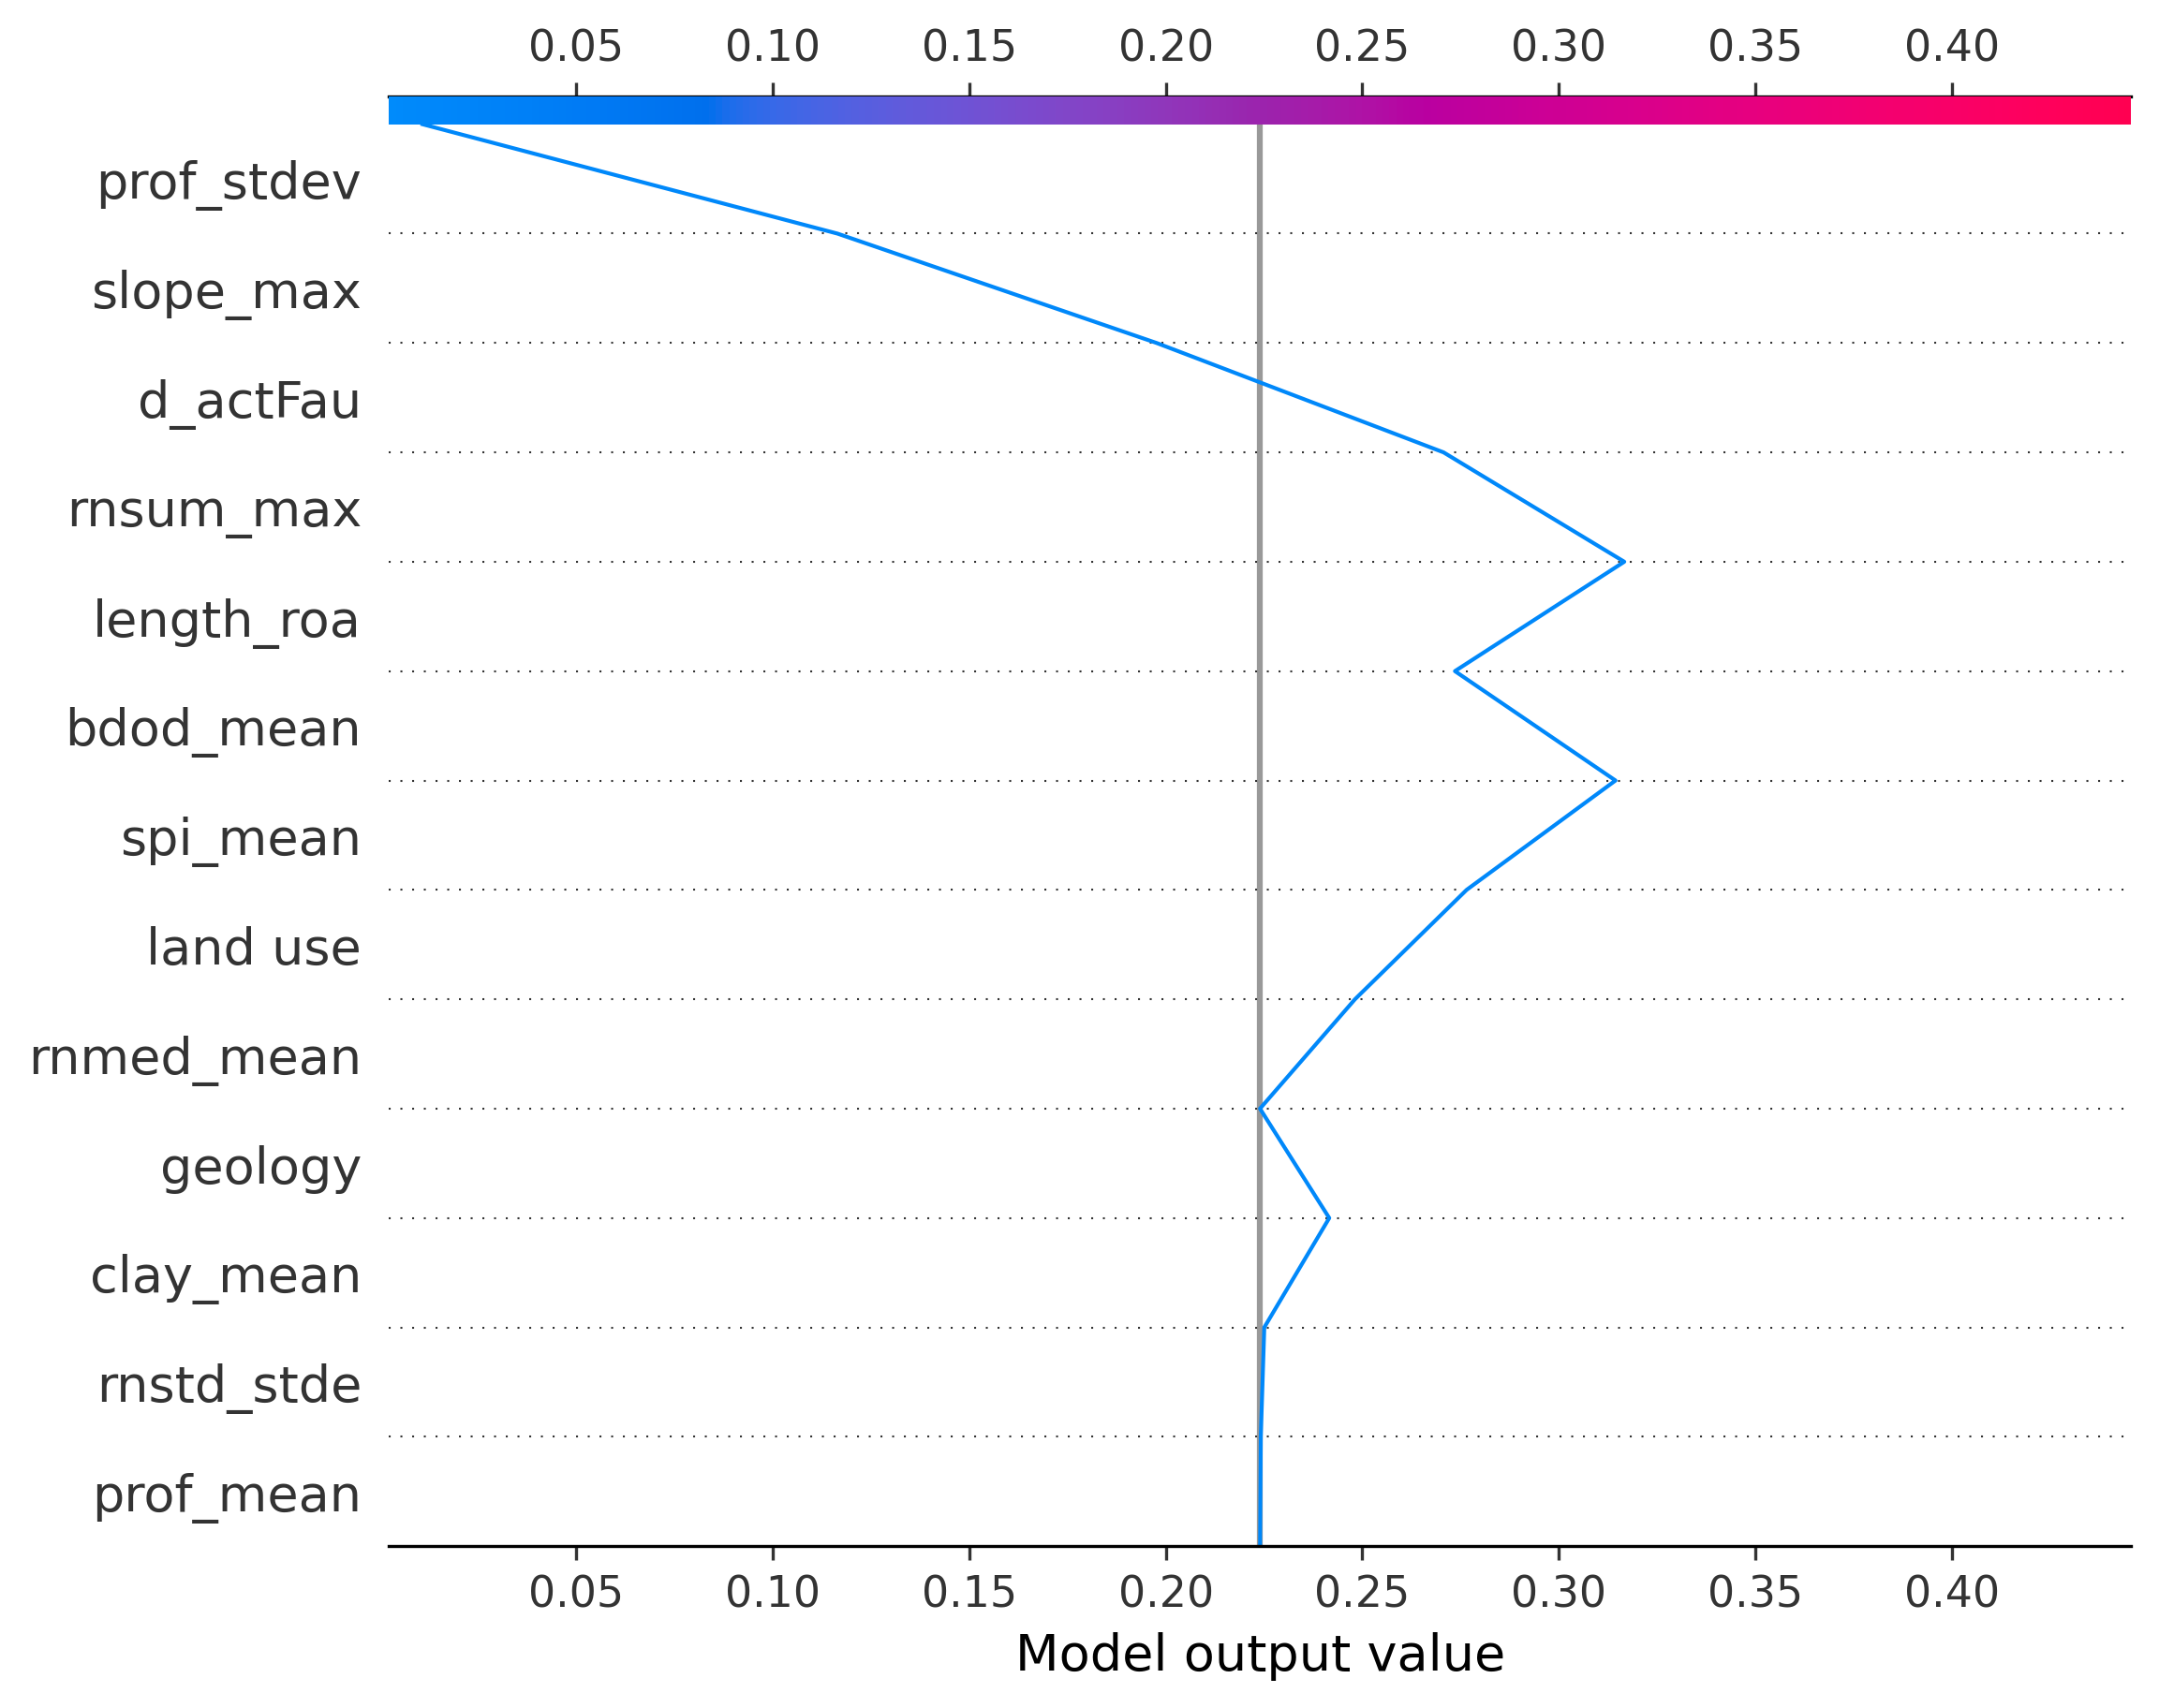 0.05 0.10 0.15 0.20 0.25 0.30 0.35 0.40
prof_stdev
slope_max
d_actFau
rnsum_max
length_roa
bdod_mean
spi_mean
land use
rnmed_mean
geology
clay_mean
rnstd_stde
prof_mean
0.05 0.10 0.15 0.20 0.25 0.30 0.35 0.40
Model output value